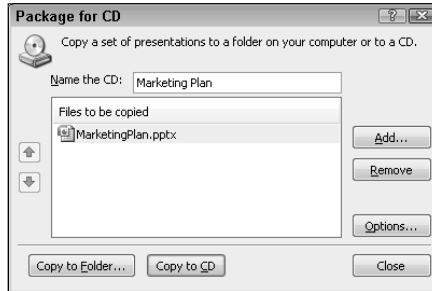 Package for CD
Copy a set of presentations to a folder on your computer or to a CD.
Name the CD: Marketing Plan
Files to be copied
MarketingPlan.pptx
Add...
Remove
Options...
Copy to Folder... Copy to CD Close